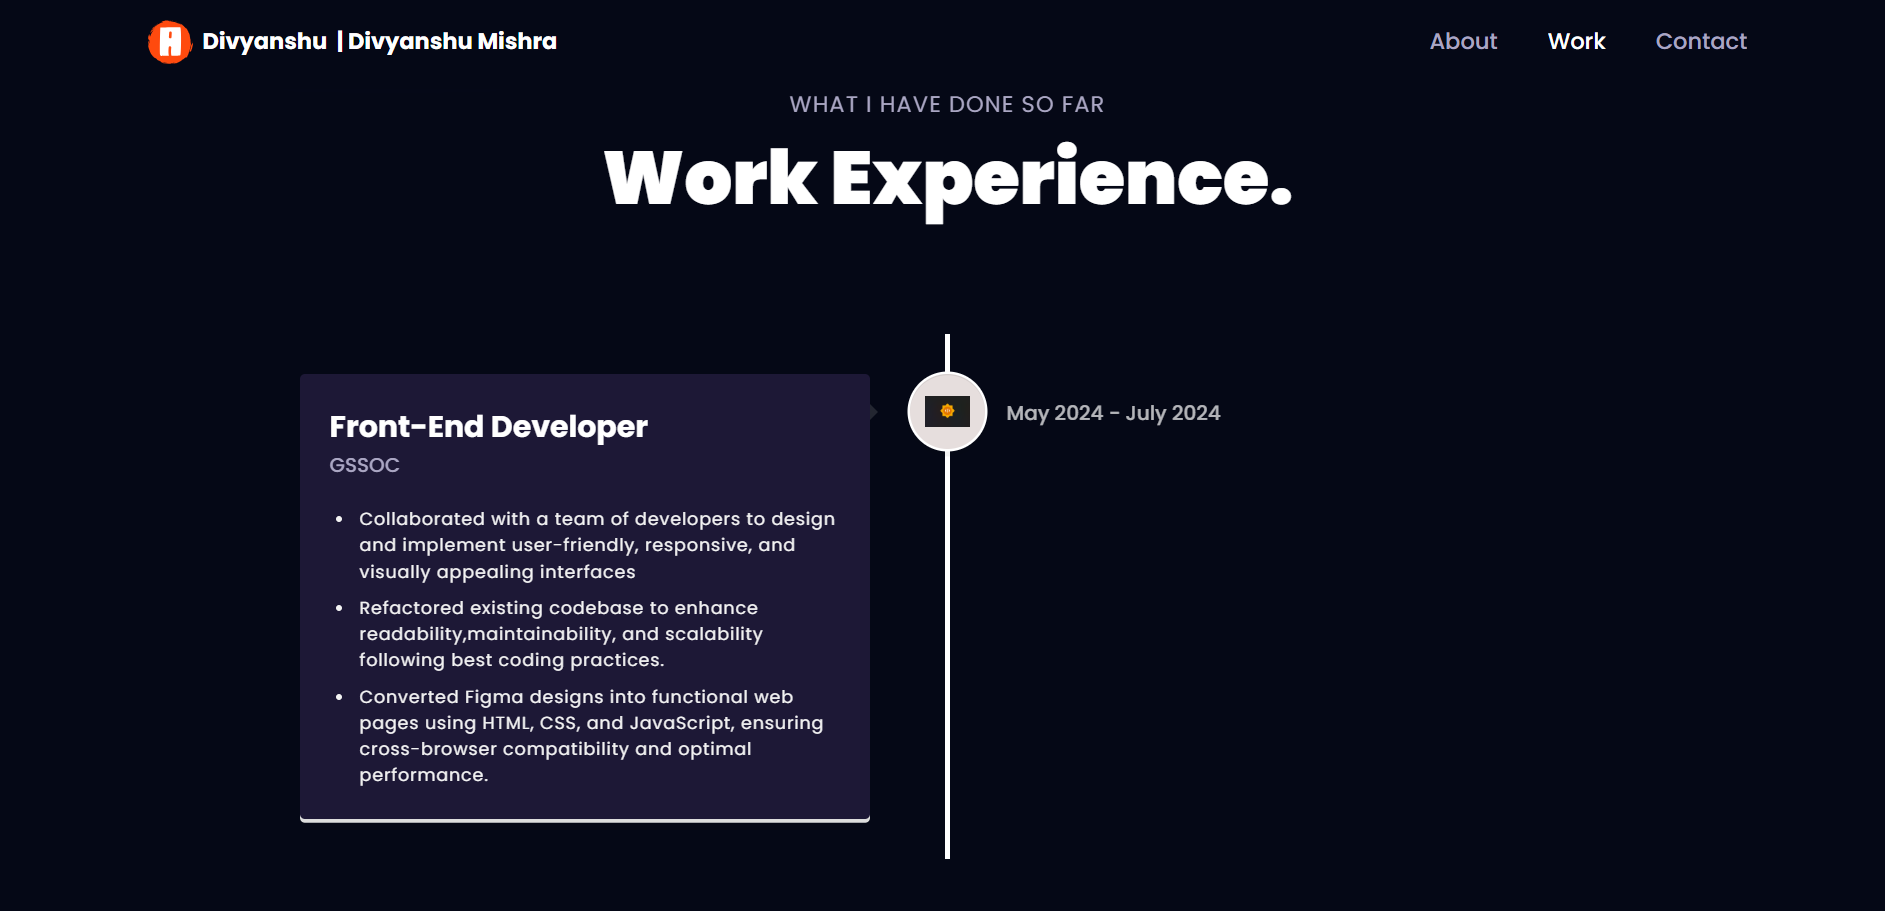 Divyanshu | Divyanshu Mishra
About Work Contact
WHAT I HAVE DONE SO FAR
Work Experience.
Front-End Developer
GSSOC
• Collaborated with a team of developers to design
and implement user-friendly, responsive, and
visually appealing interfaces
• Refactored existing codebase to enhance
readability,maintainability, and scalability
following best coding practices.
• Converted Figma designs into functional web
pages using HTML, CSS, and JavaScript, ensuring
cross-browser compatibility and optimal
performance.
May 2024 - July 2024